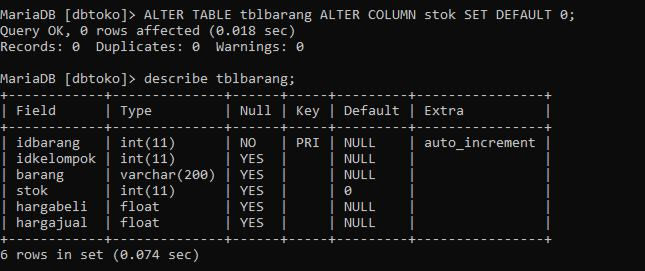 MariaDB [dbtoko]> ALTER TABLE tblbarang ALTER COLUMN stok SET DEFAULT 0;
Query OK, 0 rows affected (0.018 sec)
Records: 0  Duplicates: 0  Warnings: 0

MariaDB [dbtoko]> describe tblbarang;
+------------+--------------+------+-----+---------+----------------+
| Field      | Type         | Null | Key | Default | Extra          |
+------------+--------------+------+-----+---------+----------------+
| idbarang   | int(11)      | NO   | PRI | NULL    | auto_increment |
| idkelompok | int(11)      | YES  |     | NULL    |                |
| barang     | varchar(200) | YES  |     | NULL    |                |
| stok       | int(11)      | YES  |     | 0       |                |
| hargabeli  | float        | YES  |     | NULL    |                |
| hargajual  | float        | YES  |     | NULL    |                |
+------------+--------------+------+-----+---------+----------------+
6 rows in set (0.074 sec)